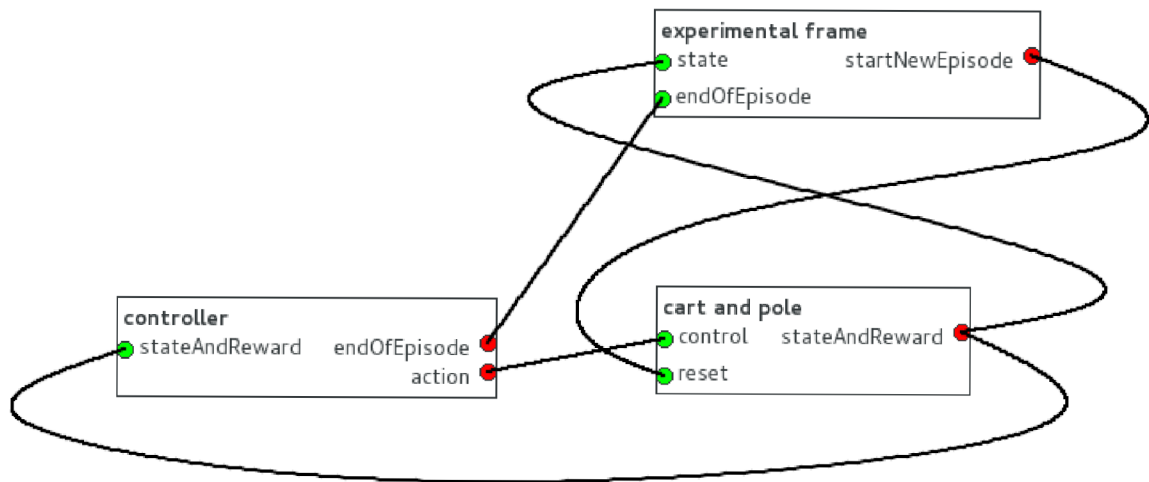 experimental frame
state startNewEpisode
endOfEpisode
controller
stateAndReward endOfEpisode
action
cart and pole
control stateAndReward
reset